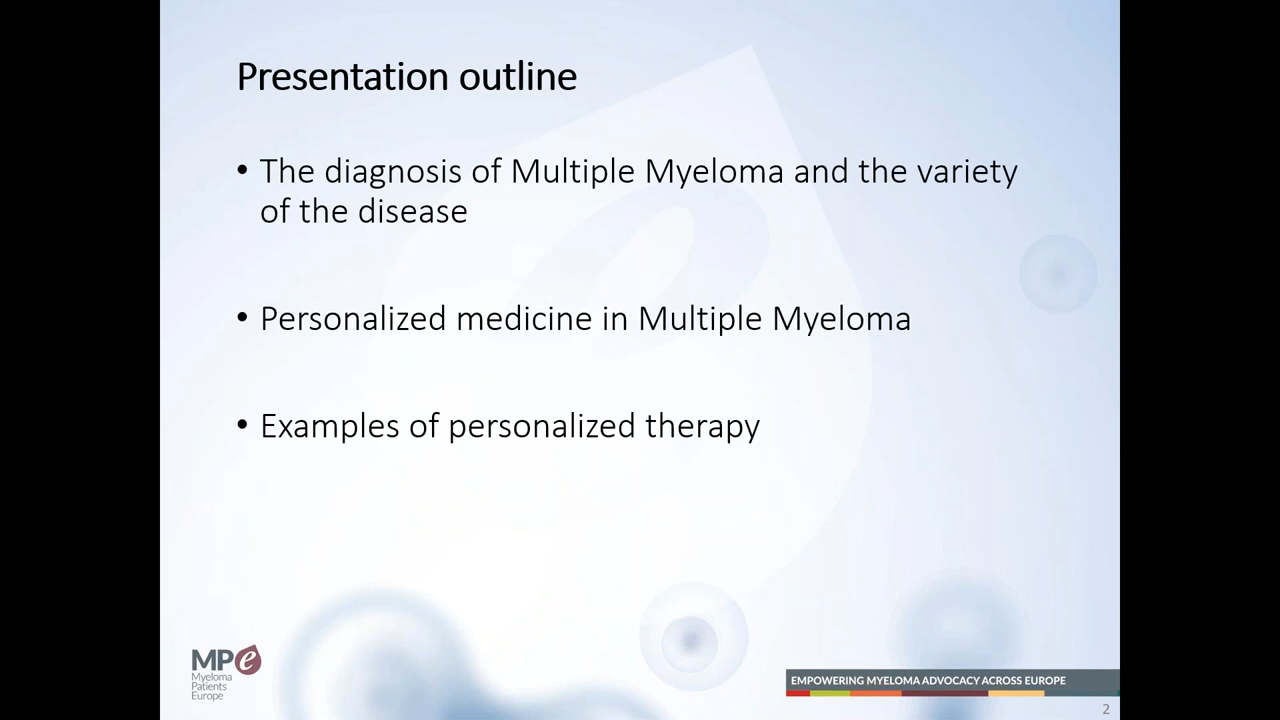 Presentation outline
• The diagnosis of Multiple Myeloma and the variety
of the disease
• Personalized medicine in Multiple Myeloma
• Examples of personalized therapy
MPe
Myeloma
Patients
Europe
EMPOWERING MYELOMA ADVOCACY ACROSS EUROPE
2